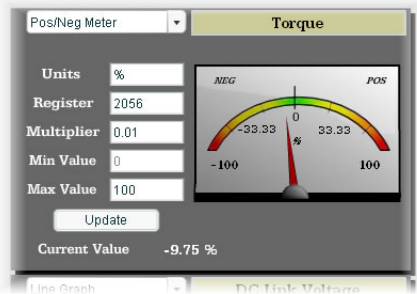 Pos/Neg Meter
Torque
Units %
Register 2056
Multiplier 0.01
Min Value 0
Max Value 100
Update
Current Value -9.75 %
NEG POS
0
-33.33 33.33
%
-100 100
Line Graph
DC Link Voltage